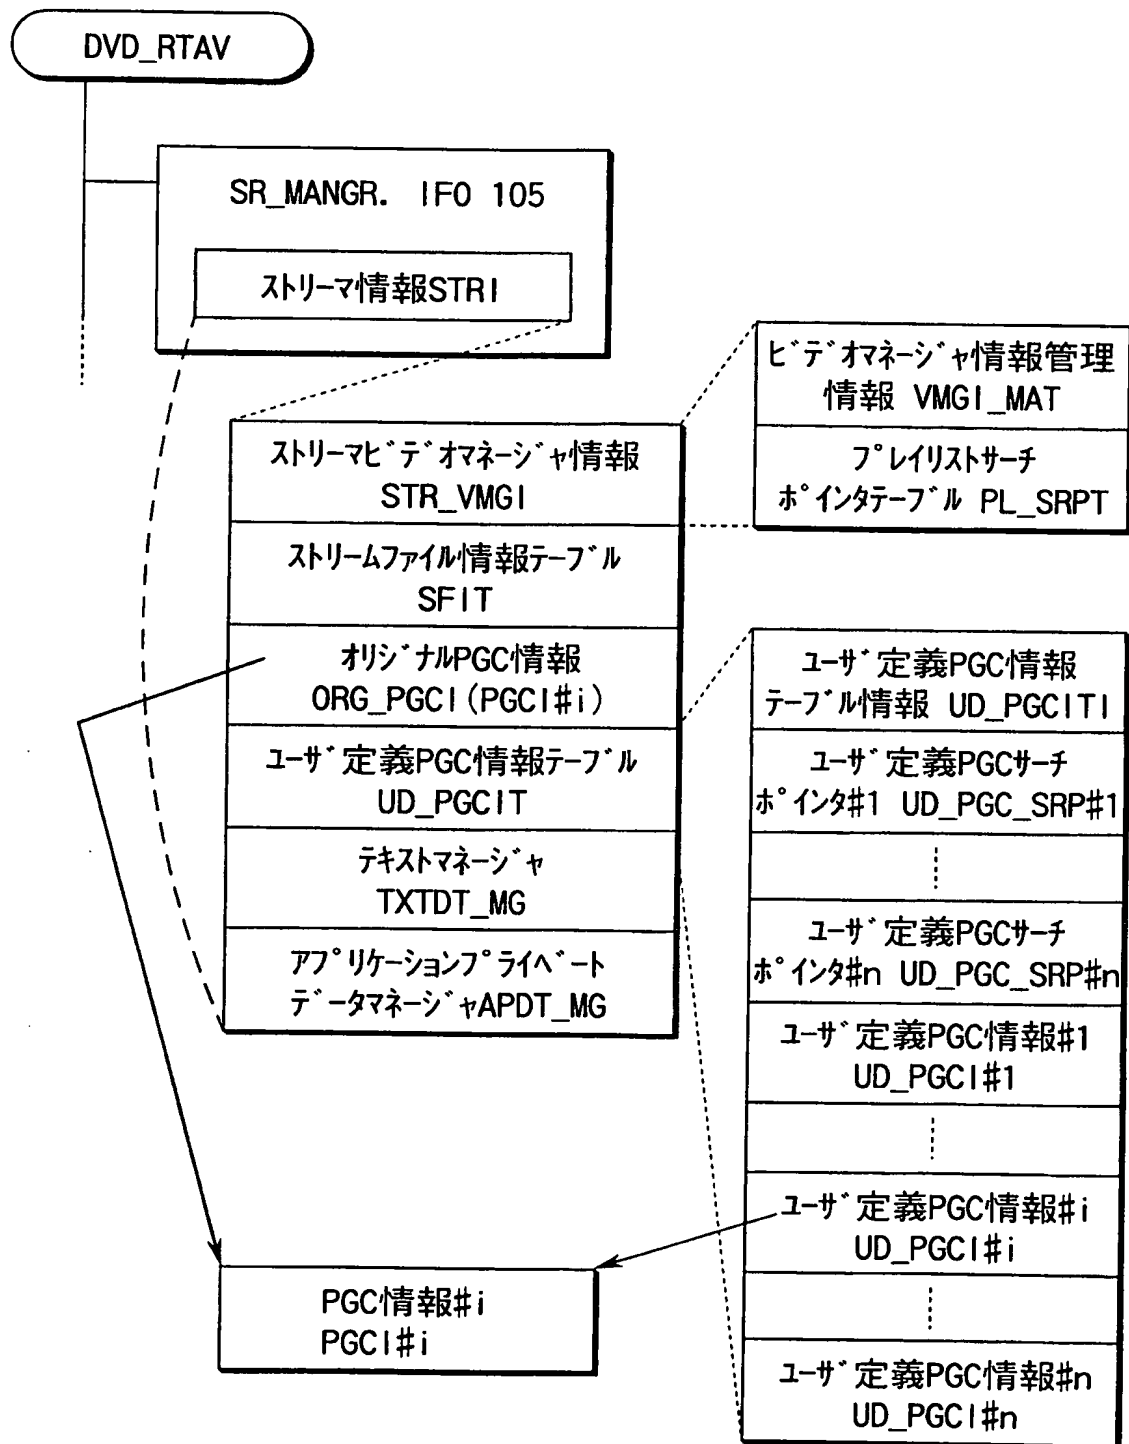 DVD_RTAV
SR_MANGR. IFO 105
ストリーマ情報STRI
ビデオマネージャ情報管理
情報 VMGI_MAT
プレイリストサーチ
ポインタテーブル PL_SRPT
ストリーマビデオマネージャ情報
STR_VMGI
ストリームファイル情報テーブル
SFIT
オリジナルPGC情報
ORG_PGCI(PGCI#i)
ユーザ定義PGC情報テーブル
UD_PGCIT
テキストマネージャ
TXTDT_MG
アプリケーションプライベート
データマネージャAPDT_MG
ユーザ定義PGC情報
テーブル情報 UD_PGCITI
ユーザ定義PGCサーチ
ポインタ#1 UD_PGC_SRP#1
ユーザ定義PGCサーチ
ポインタ#n UD_PGC_SRP#n
ユーザ定義PGC情報#1
UD_PGCI#1
ユーザ定義PGC情報#i
UD_PGCI#i
ユーザ定義PGC情報#n
UD_PGCI#n
PGC情報#i
PGCI#i